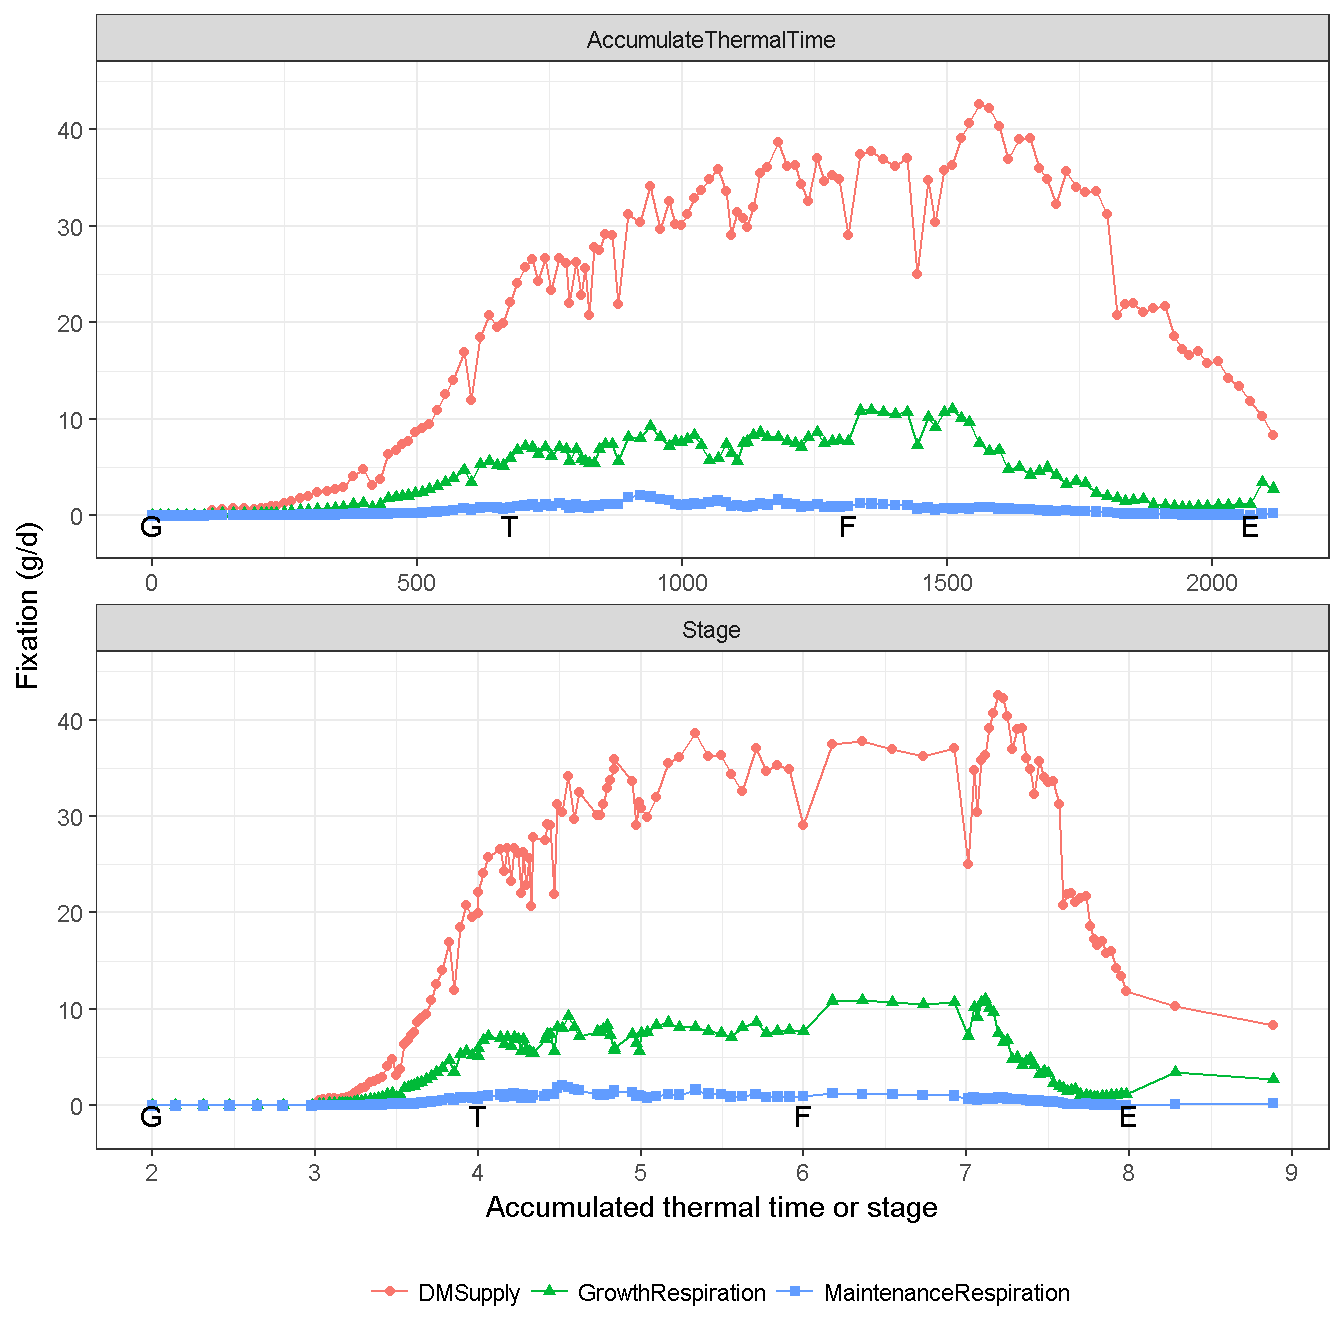 AccumulateThermalTime
40
30
20
10
0
G T F E
0 500 1000 1500 2000
Fixation (g/d)
Stage
40
30
20
10
0
G T F E
2 3 4 5 6 7 8 9
Accumulated thermal time or stage
DMSupply GrowthRespiration MaintenanceRespiration